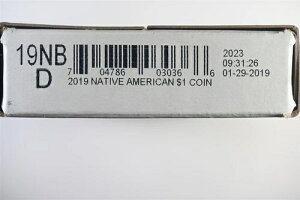 19NB
D
7 04786 03036 6
2019 NATIVE AMERICAN $1 COIN
2023
09:31:26
01-29-2019